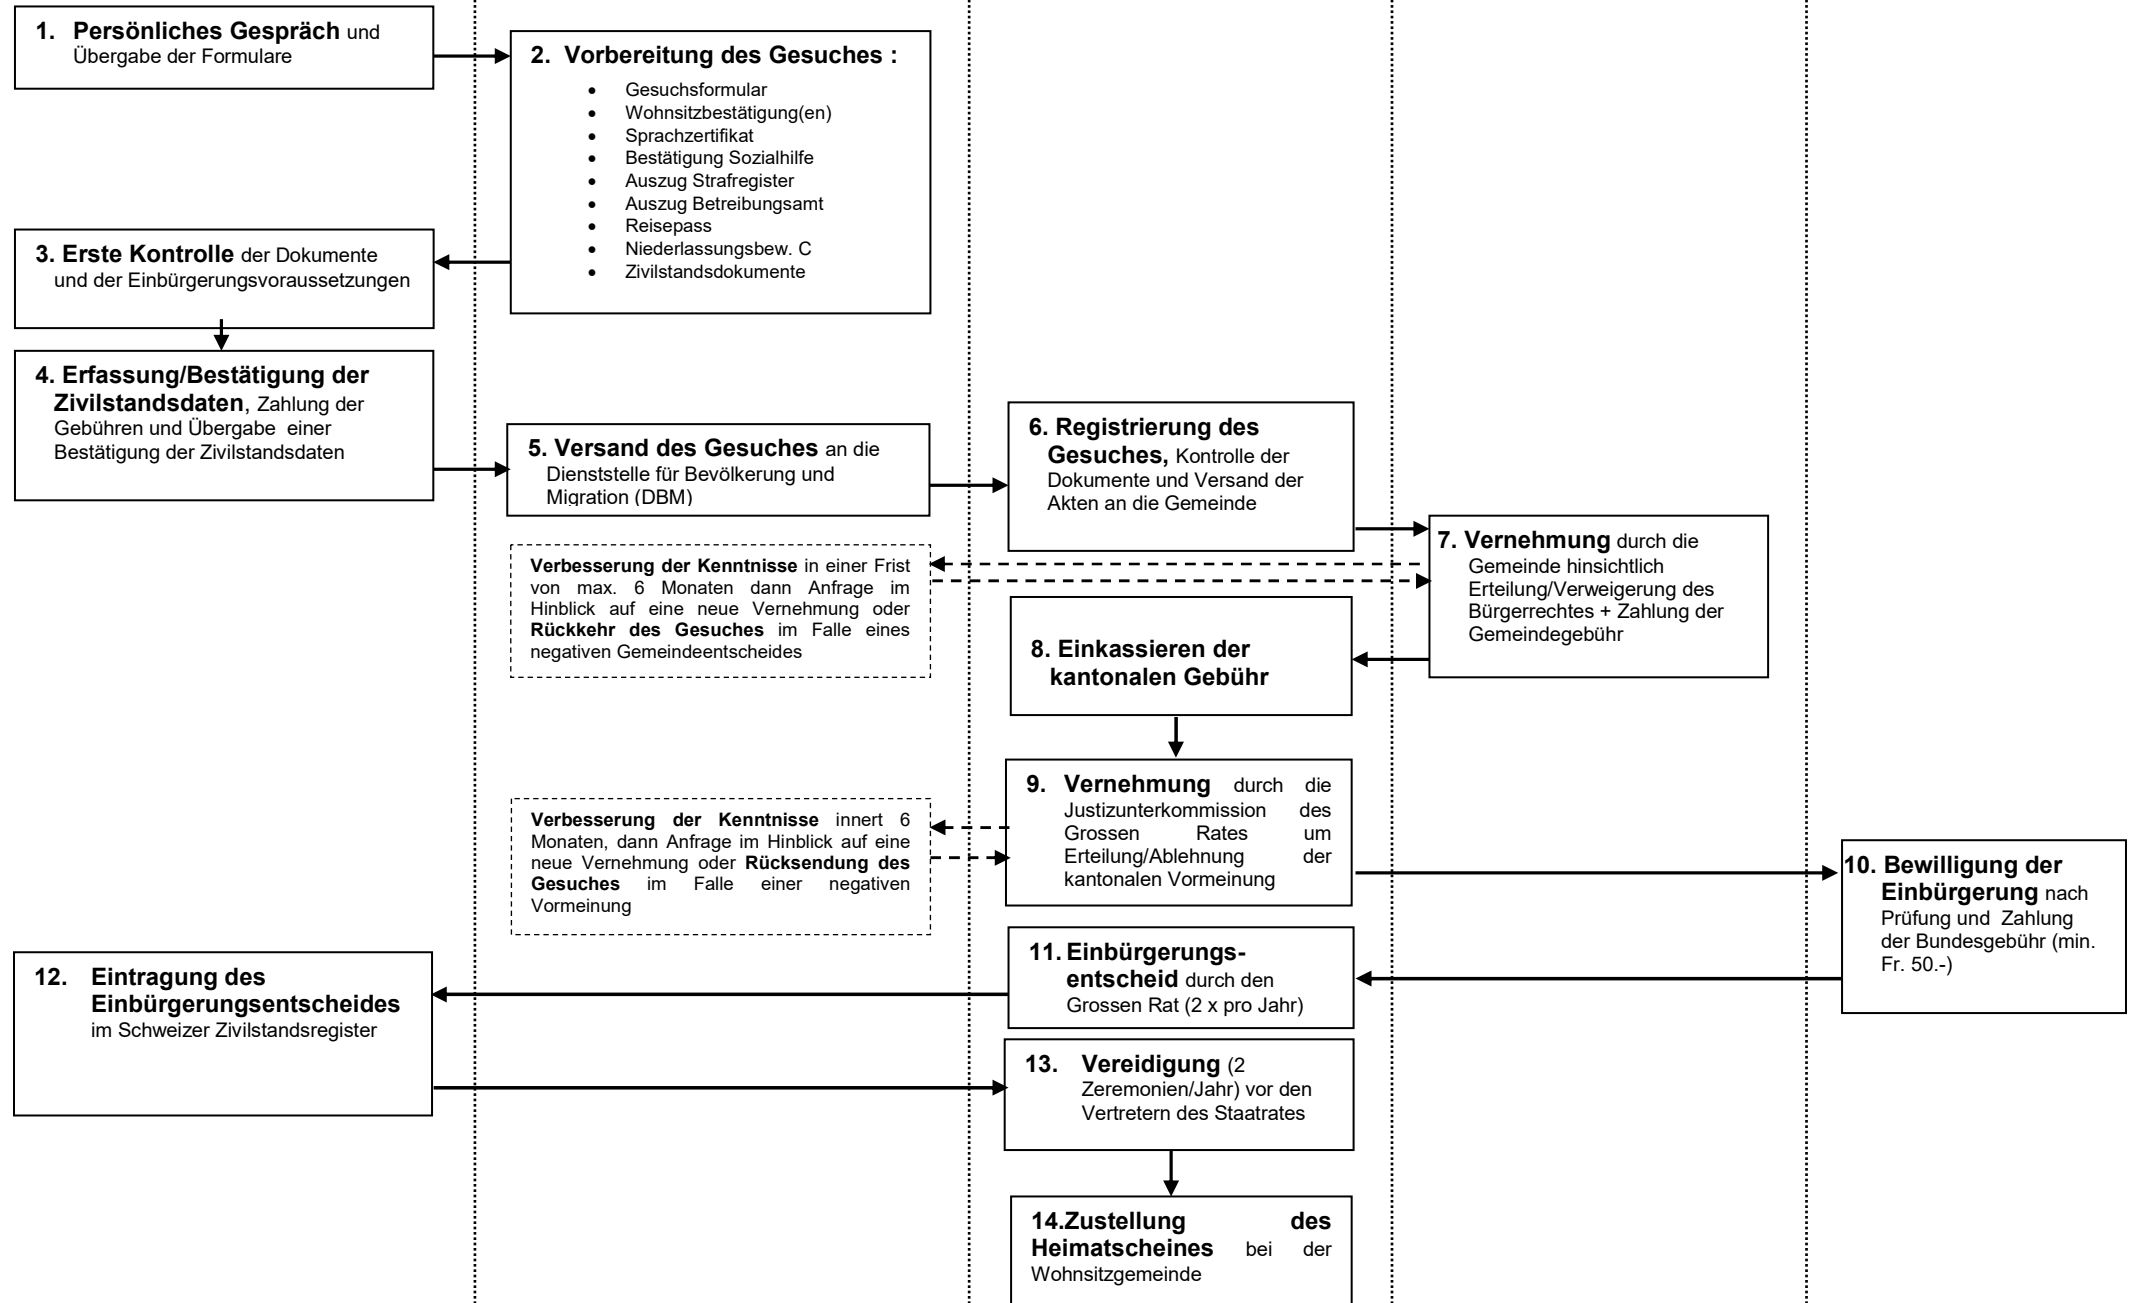 1. Persönliches Gespräch und
Übergabe der Formulare
2. Vorbereitung des Gesuches :
• Gesuchsformular
• Wohnsitzbestätigung(en)
• Sprachzertifikat
• Bestätigung Sozialhilfe
• Auszug Strafregister
• Auszug Betreibungsamt
• Reisepass
• Niederlassungsbew. C
• Zivilstandsdokumente
3. Erste Kontrolle der Dokumente
und der Einbürgerungsvoraussetzungen
4. Erfassung/Bestätigung der
Zivilstandsdaten, Zahlung der
Gebühren und Übergabe einer
Bestätigung der Zivilstandsdaten
5. Versand des Gesuches an die
Dienststelle für Bevölkerung und
Migration (DBM)
6. Registrierung des
Gesuches, Kontrolle der
Dokumente und Versand der
Akten an die Gemeinde
7. Vernehmung durch die
Gemeinde hinsichtlich
Erteilung/Verweigerung des
Bürgerrechtes + Zahlung der
Gemeindegebühr
Verbesserung der Kenntnisse in einer Frist
von max. 6 Monaten dann Anfrage im
Hinblick auf eine neue Vernehmung oder
Rückkehr des Gesuches im Falle eines
negativen Gemeindeentscheides
8. Einkassieren der
kantonalen Gebühr
9. Vernehmung durch die
Justizunterkommission des
Grossen Rates um
Erteilung/Ablehnung der
kantonalen Vormeinung
Verbesserung der Kenntnisse innert 6
Monaten, dann Anfrage im Hinblick auf eine
neue Vernehmung oder Rücksendung des
Gesuches im Falle einer negativen
Vormeinung
10. Bewilligung der
Einbürgerung nach
Prüfung und Zahlung
der Bundesgebühr (min.
Fr. 50.-)
11. Einbürgerungs-
entscheid durch den
Grossen Rat (2 x pro Jahr)
12. Eintragung des
Einbürgerungsentscheides
im Schweizer Zivilstandsregister
13. Vereidigung (2
Zeremonien/Jahr) vor den
Vertretern des Staatrates
14.Zustellung des
Heimatscheines bei der
Wohnsitzgemeinde